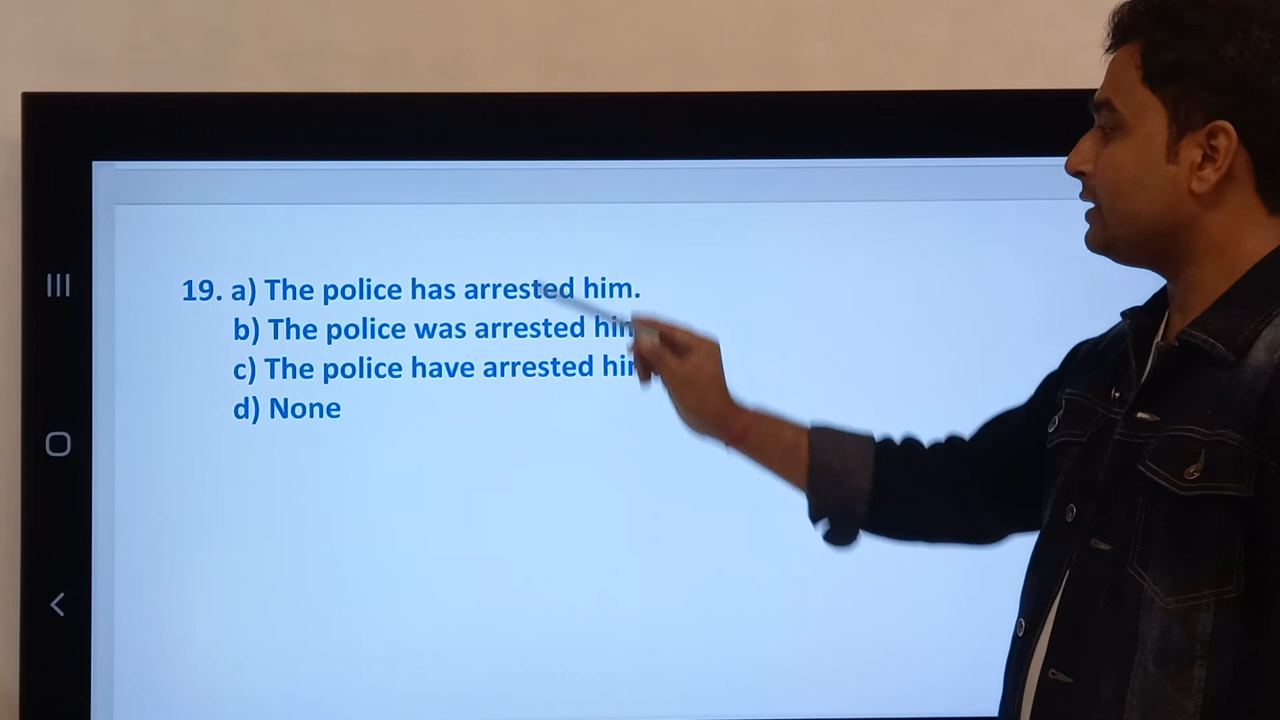 19. a) The police has arrested him.
b) The police was arrested
c) The police have arrested
d) None